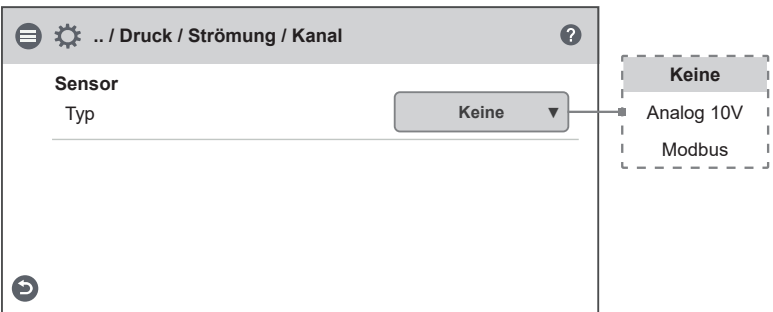 .. / Druck / Strömung / Kanal ?
Sensor
Typ Keine ▼
Keine
Analog 10V
Modbus